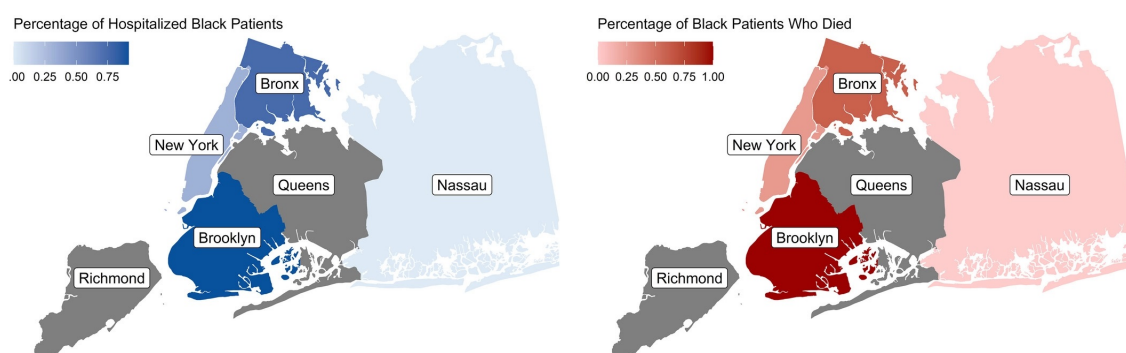 Percentage of Hospitalized Black Patients
.00 0.25 0.50 0.75
Bronx
New York
Queens
Nassau
Brooklyn
Richmond
Percentage of Black Patients Who Died
0.00 0.25 0.50 0.75 1.00
Bronx
New York
Queens
Nassau
Brooklyn
Richmond